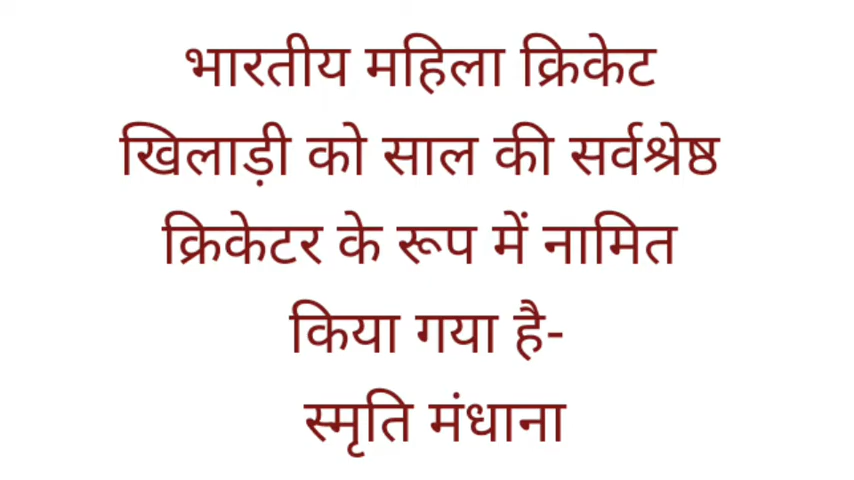 भारतीय महिला क्रिकेट
खिलाड़ी को साल की सर्वश्रेष्ठ
क्रिकेटर के रूप में नामित
किया गया है-
स्मृति मंधाना